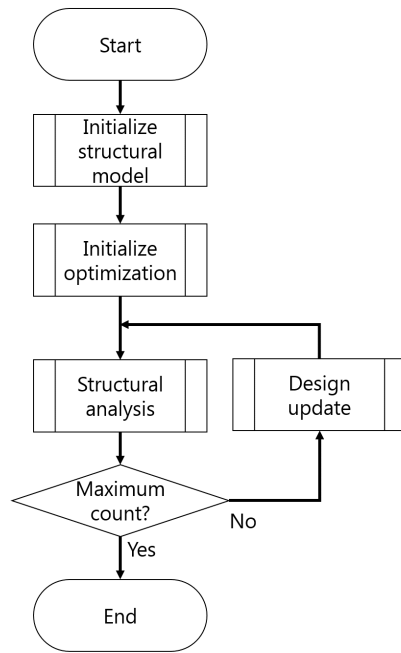 Start
Initialize
structural
model
Initialize
optimization
Structural
analysis
Design
update
Maximum
count?
No
Yes
End